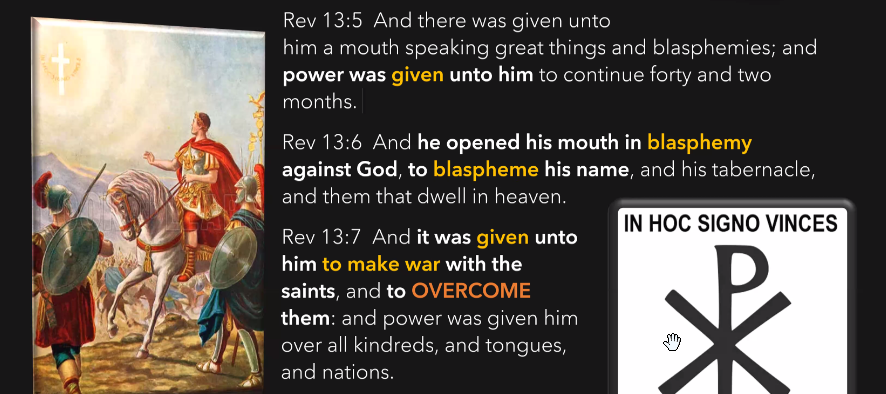 Rev 13:5  And there was given unto
him a mouth speaking great things and blasphemies; and
power was given unto him to continue forty and two
months.
Rev 13:6  And he opened his mouth in blasphemy
against God, to blaspheme his name, and his tabernacle,
and them that dwell in heaven.
Rev 13:7  And it was given unto
him to make war with the
saints, and to OVERCOME
them: and power was given him
over all kindreds, and tongues,
and nations.
IN HOC SIGNO VINCES